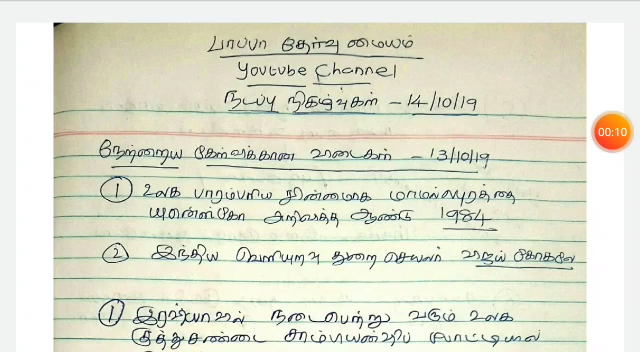 பாப்பா தேர்வு மையம்
Youtube Channel
நடப்பு நிகழ்வுகள் - 14/10/19
00:10
நேற்றைய கேள்விக்கான விடைகள் - 13/10/19
① உலக பாரம்பரிய சின்னமாக மாமல்லபுரத்தை
யுனெஸ்கோ அறிவித்த ஆண்டு 1984
② இந்திய வெளியுறவு துறை செயலர் விஜய் கோகலே
① இரஷ்யாவில் நடைபெற்று வரும் உலக
குத்துச்சண்டை சாம்பியன்ஷிப் போட்டியில்